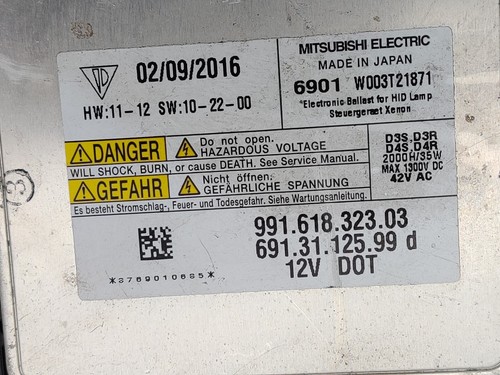 02/09/2016
HW:11-12 SW:10-22-00
MITSUBISHI ELECTRIC
MADE IN JAPAN
6901 W003T21871
"Electronic Ballast for HID Lamp
Steuergeraet Xenon
DANGER
Do not open.
HAZARDOUS VOLTAGE
WILL SHOCK, BURN, or cause DEATH. See Service Manual.
GEFAHR
Nicht öffnen.
GEFÄHRLICHE SPANNUNG
Es besteht Stromschlag-, Feuer- und Todesgefahr. Siehe Wartungsanleitung.
D3S,D3R
D4S,D4R
2000H/35W
MAX 1300V DC
42V AC
991.618.323.03
691.31.125.99 d
12V DOT
*3769010685*
3